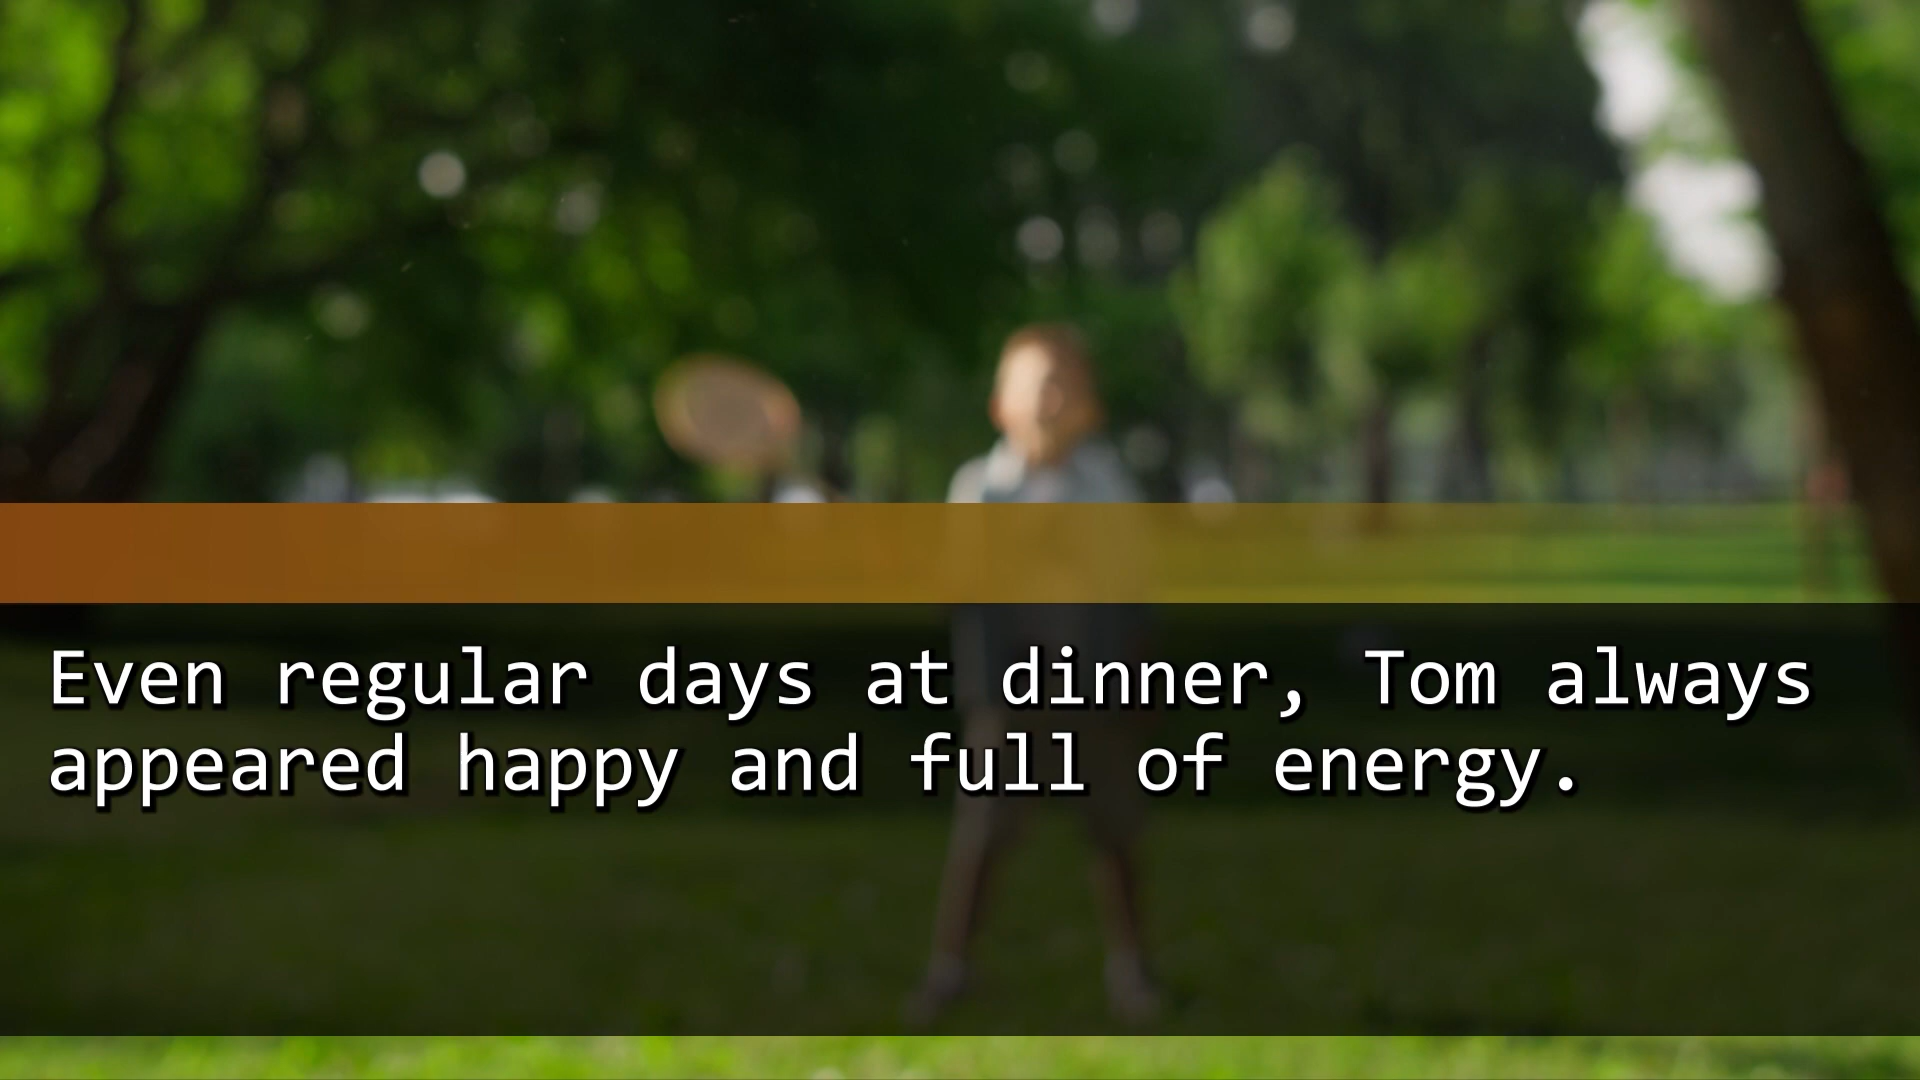 Even regular days at dinner, Tom always
appeared happy and full of energy.